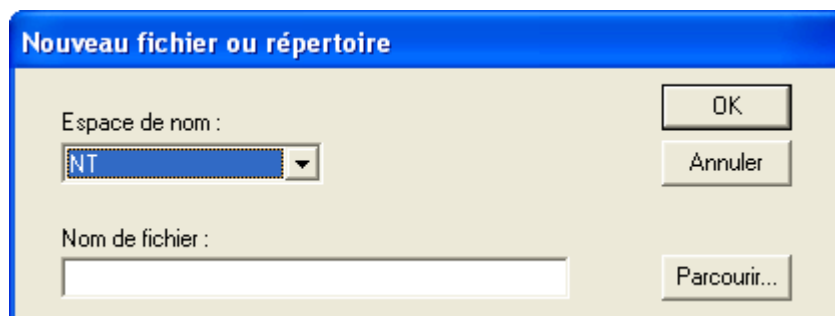 Nouveau fichier ou répertoire
Espace de nom :
NT
OK
Annuler
Nom de fichier :
Parcourir...